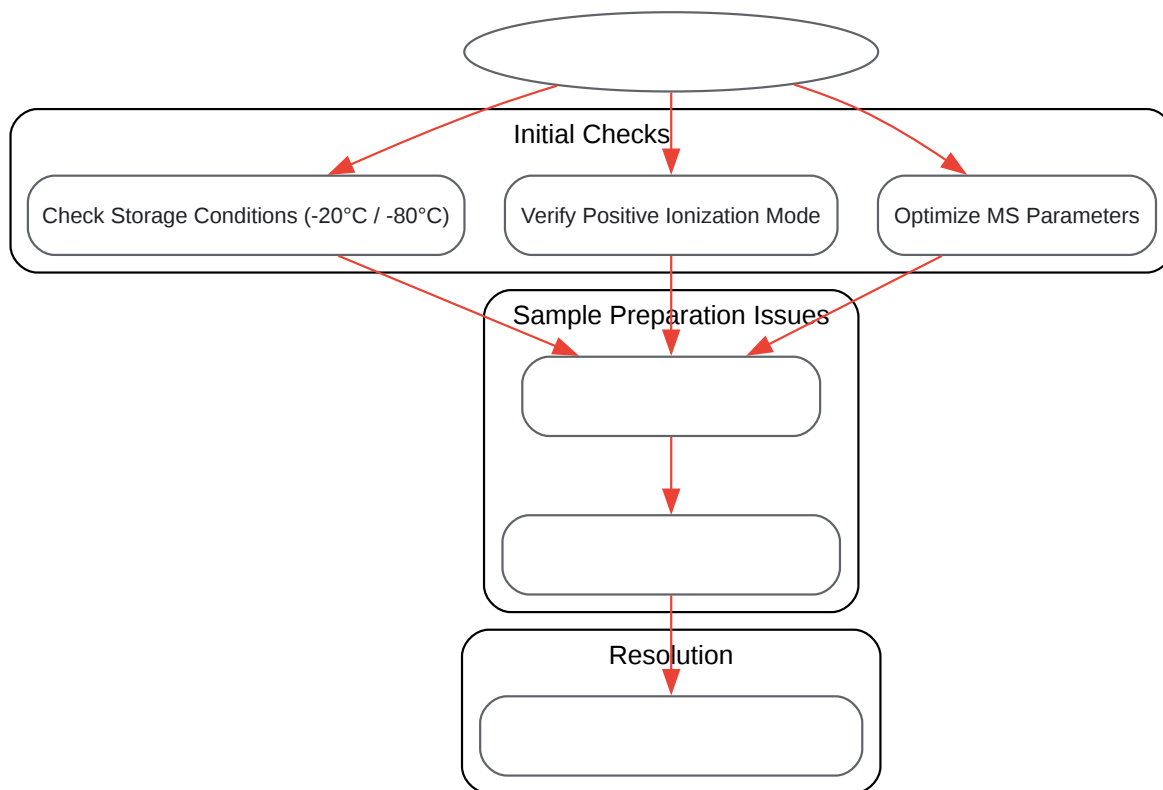 Initial Checks
Check Storage Conditions (-20°C / -80°C)
Verify Positive Ionization Mode
Optimize MS Parameters
Sample Preparation Issues
Resolution